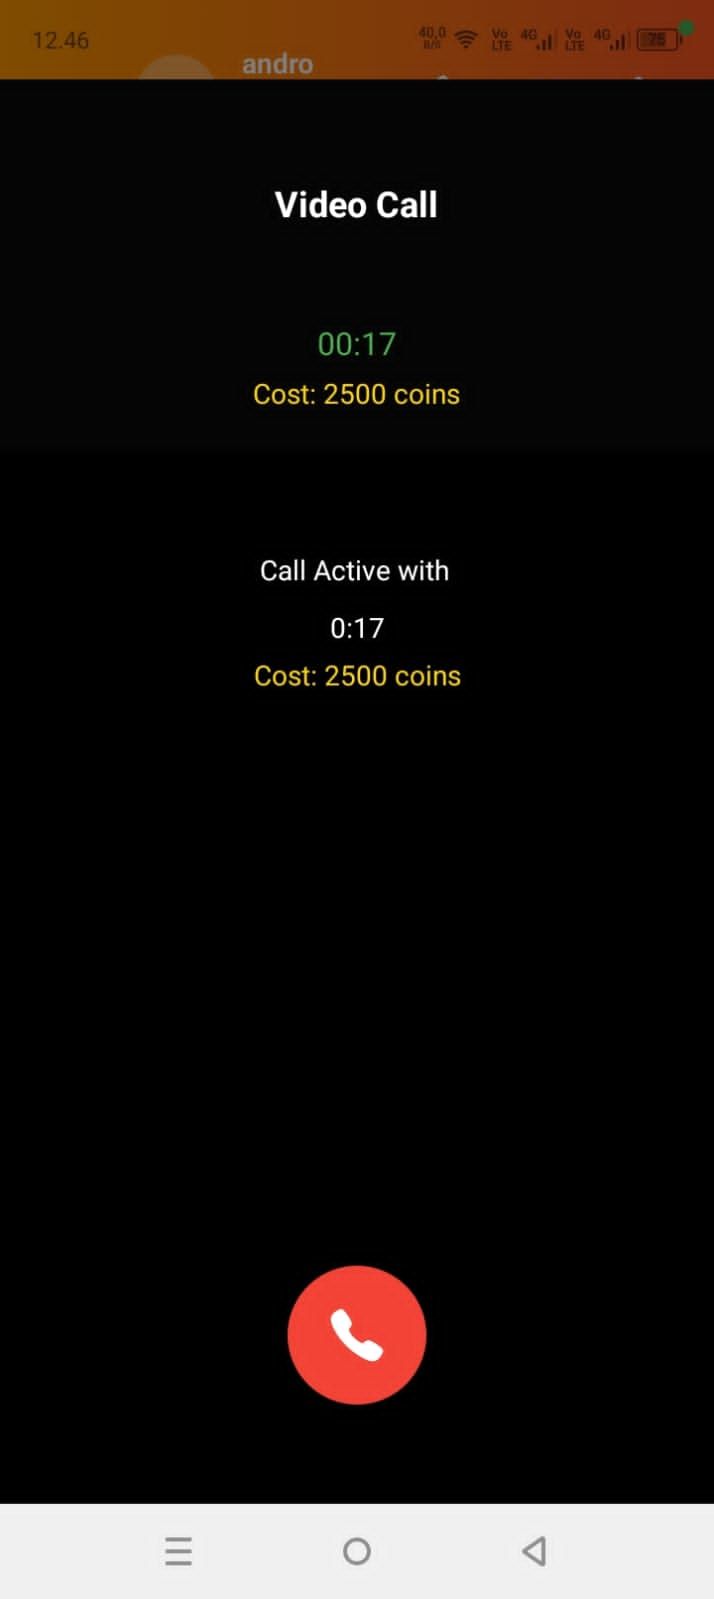 12.46
40,0
B/s
Vo
LTE
4G
Vo
LTE
4G
75
andro
Video Call
00:17
Cost: 2500 coins
Call Active with
0:17
Cost: 2500 coins